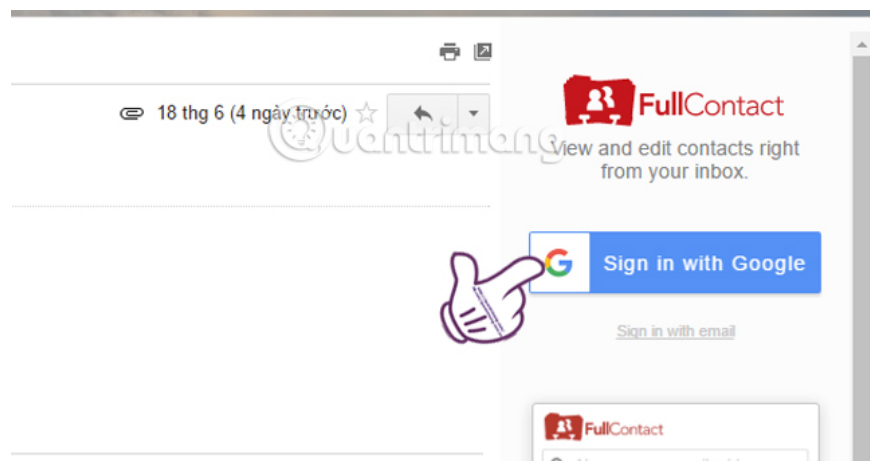 18 thg 6 (4 ngày trước)
Quantrimang
FullContact
View and edit contacts right
from your inbox.
Sign in with Google
Sign in with email
FullContact